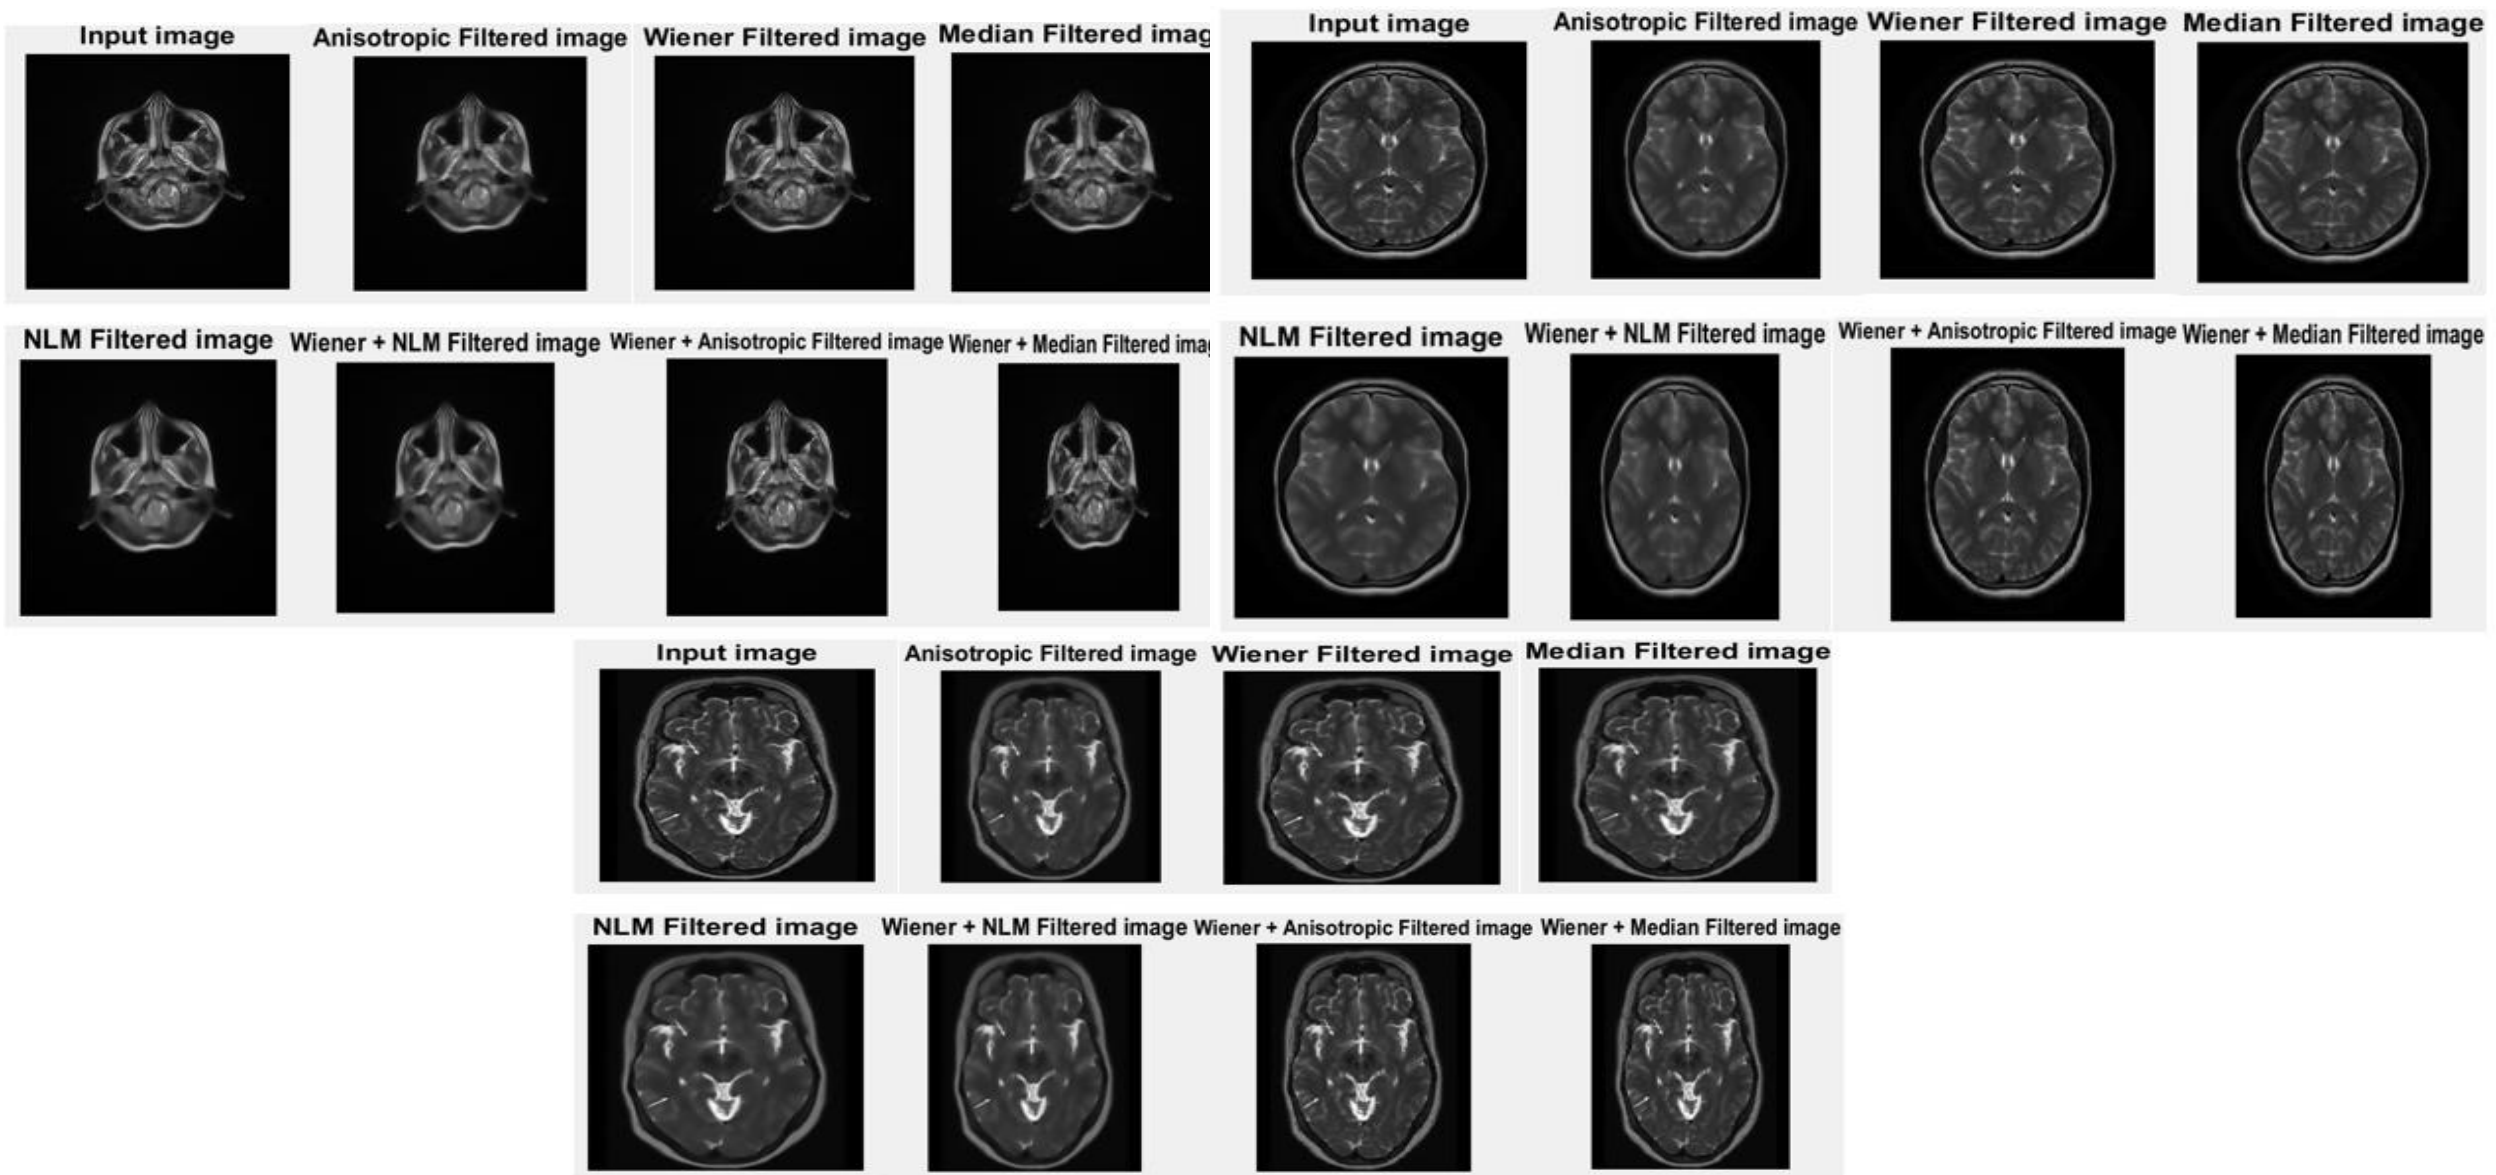 Input image
Anisotropic Filtered image
Wiener Filtered image
Median Filtered imag
Input image
Anisotropic Filtered image
Wiener Filtered image
Median Filtered image
NLM Filtered image
Wiener + NLM Filtered image
Wiener + Anisotropic Filtered image
Wiener + Median Filtered ima
NLM Filtered image
Wiener + NLM Filtered image
Wiener + Anisotropic Filtered image
Wiener + Median Filtered image
Input image
Anisotropic Filtered image
Wiener Filtered image
Median Filtered image
NLM Filtered image
Wiener + NLM Filtered image
Wiener + Anisotropic Filtered image
Wiener + Median Filtered image